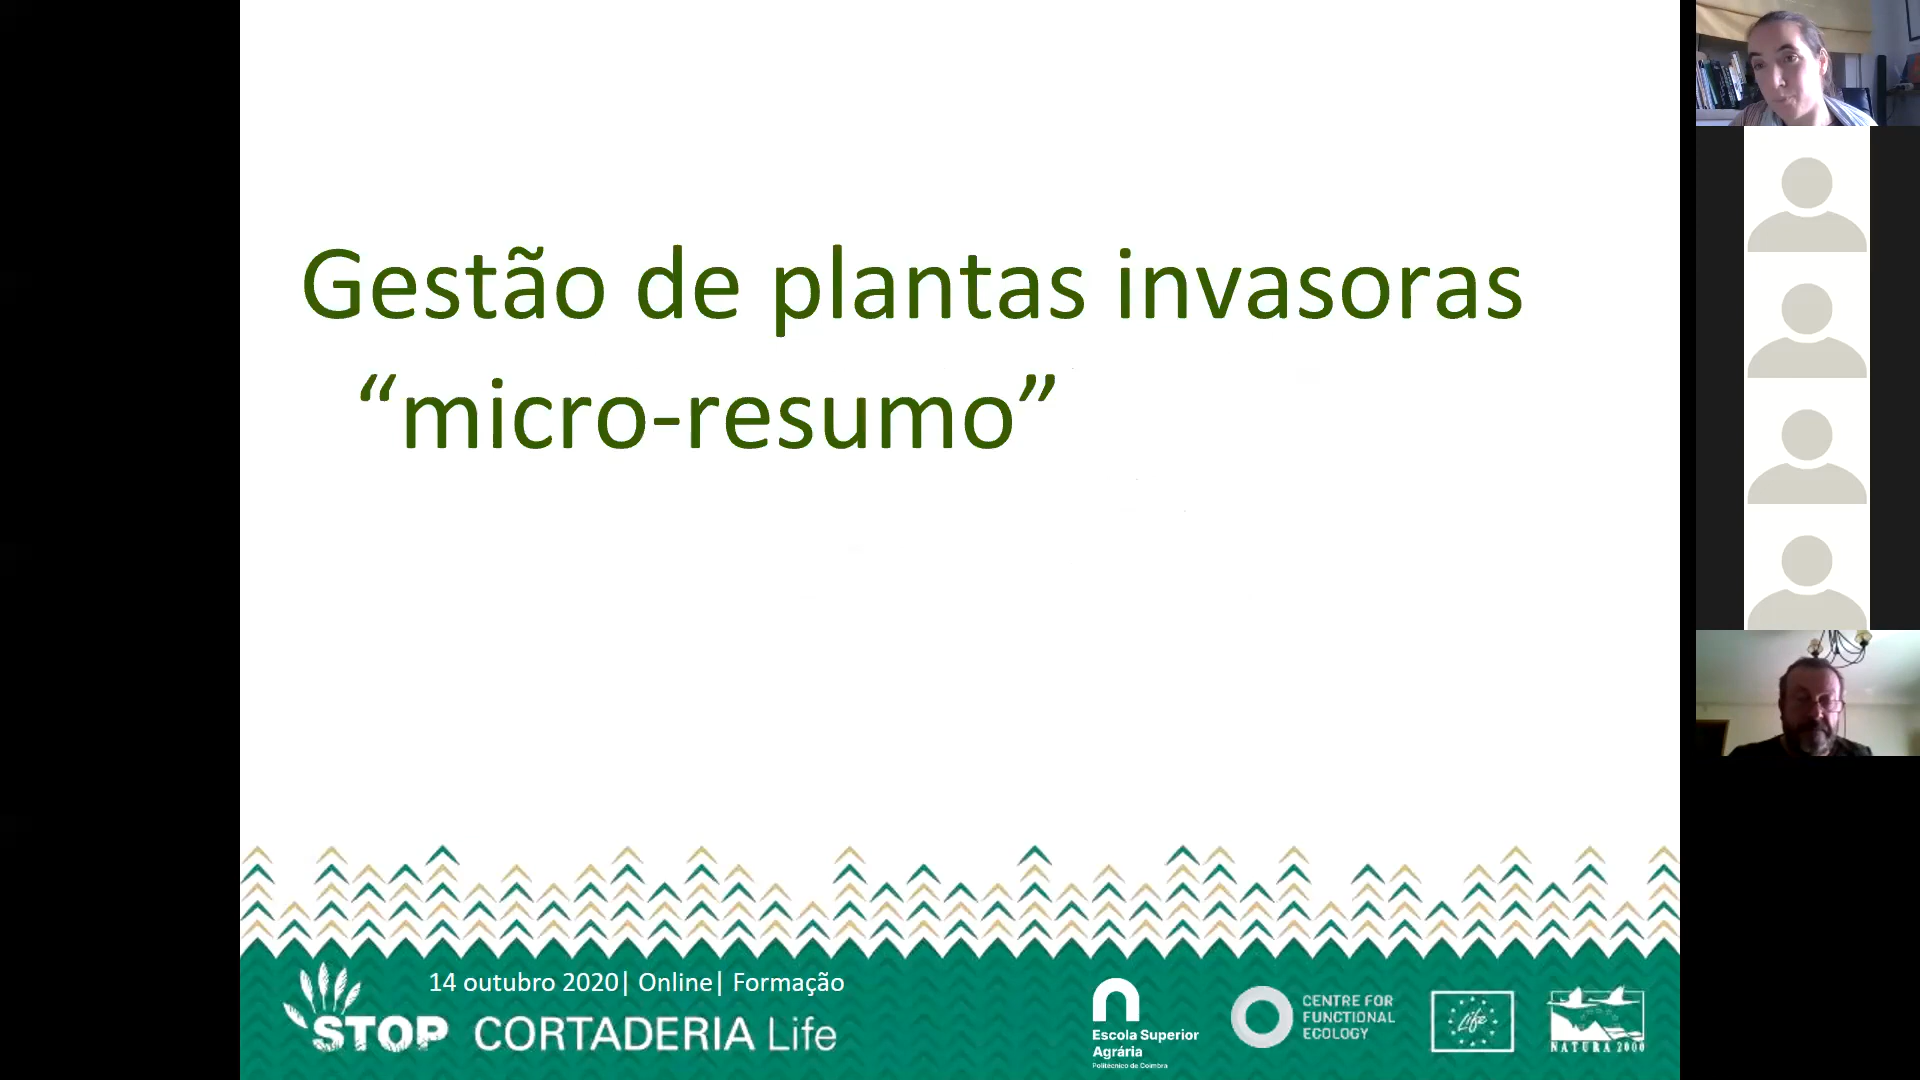 Gestão de plantas invasoras
“micro-resumo”
14 outubro 2020| Online| Formação
STOP CORTADERIA Life
Escola Superior
Agrária
Politécnico de Coimbra
CENTRE FOR
FUNCTIONAL
ECOLOGY
Life
NATURA 2000